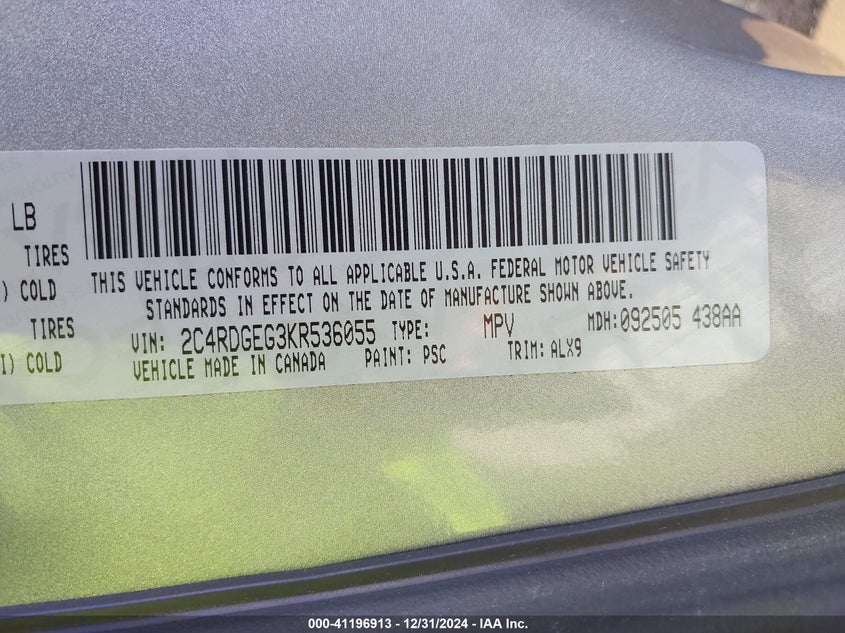 LB
TIRES
) COLD
THIS VEHICLE CONFORMS TO ALL APPLICABLE U.S.A. FEDERAL MOTOR VEHICLE SAFETY
STANDARDS IN EFFECT ON THE DATE OF MANUFACTURE SHOWN ABOVE.
TIRES
VIN: 2C4RDGEG3KR536055 TYPE: MPV MDH:092505 438AA
I) COLD
VEHICLE MADE IN CANADA PAINT: PSC TRIM: ALX9
000-41196913 - 12/31/2024 - IAA Inc.